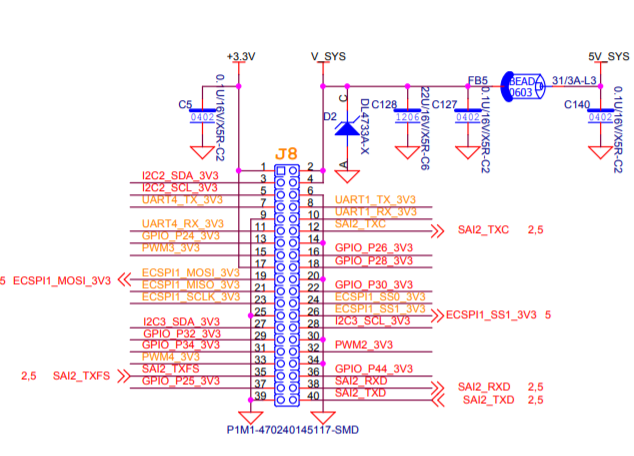 +3.3V
V_SYS
5V_SYS
C5
0.1U/16V/X5R-C2
0402
D2
DL4733A-X
C
A
C128
22U/16V/X5R-C6
1206
C127
0.1U/16V/X5R-C2
0402
FB5
BEAD
0603
31/3A-L3
C140
0.1U/16V/X5R-C2
0402
J8
1 2
I2C2_SDA_3V3 3 4
I2C2_SCL_3V3 5 6
UART4_TX_3V3 7 8 UART1_TX_3V3
9 10 UART1_RX_3V3
UART4_RX_3V3 11 12 SAI2_TXC SAI2_TXC 2,5
GPIO_P24_3V3 13 14
PWM3_3V3 15 16 GPIO_P26_3V3
17 18 GPIO_P28_3V3
5 ECSPI1_MOSI_3V3 ECSPI1_MOSI_3V3 19 20
ECSPI1_MISO_3V3 21 22 GPIO_P30_3V3
ECSPI1_SCLK_3V3 23 24 ECSPI1_SS0_3V3
25 26 ECSPI1_SS1_3V3 ECSPI1_SS1_3V3 5
I2C3_SDA_3V3 27 28 I2C3_SCL_3V3
GPIO_P32_3V3 29 30
GPIO_P34_3V3 31 32 PWM2_3V3
PWM4_3V3 33 34
2,5 SAI2_TXFS SAI2_TXFS 35 36 GPIO_P44_3V3
GPIO_P25_3V3 37 38 SAI2_RXD SAI2_RXD 2,5
39 40 SAI2_TXD SAI2_TXD 2,5
P1M1-470240145117-SMD